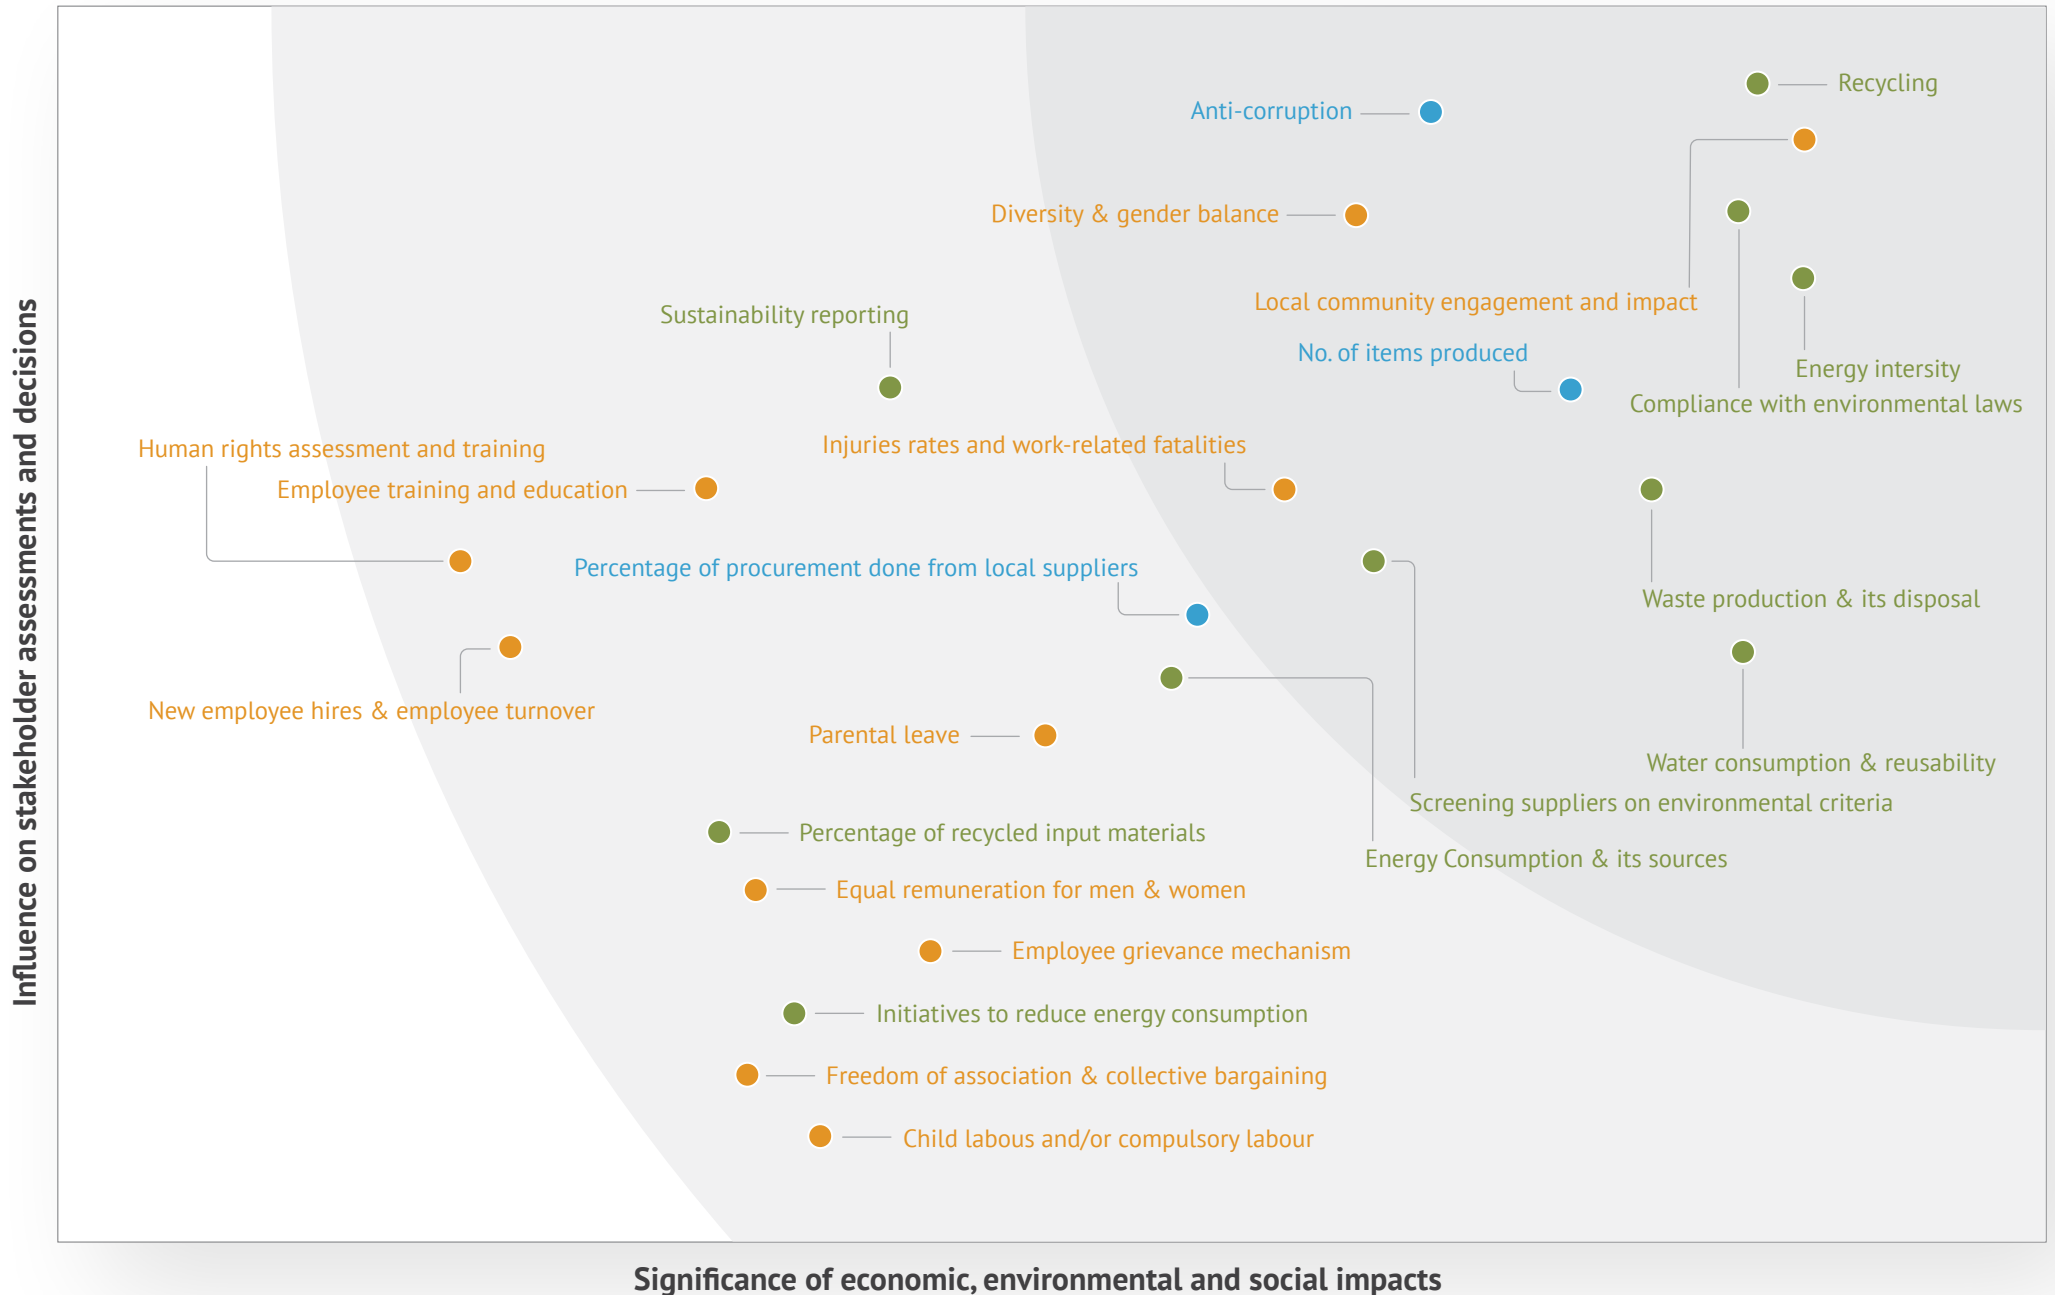 Recycling
Anti-corruption
Diversity & gender balance
Local community engagement and impact
Sustainability reporting
No. of items produced
Energy intersity
Compliance with environmental laws
Human rights assessment and training
Injuries rates and work-related fatalities
Employee training and education
Percentage of procurement done from local suppliers
Waste production & its disposal
New employee hires & employee turnover
Parental leave
Water consumption & reusability
Screening suppliers on environmental criteria
Percentage of recycled input materials
Energy Consumption & its sources
Equal remuneration for men & women
Employee grievance mechanism
Initiatives to reduce energy consumption
Freedom of association & collective bargaining
Child labous and/or compulsory labour
Influence on stakeholder assessments and decisions
Significance of economic, environmental and social impacts